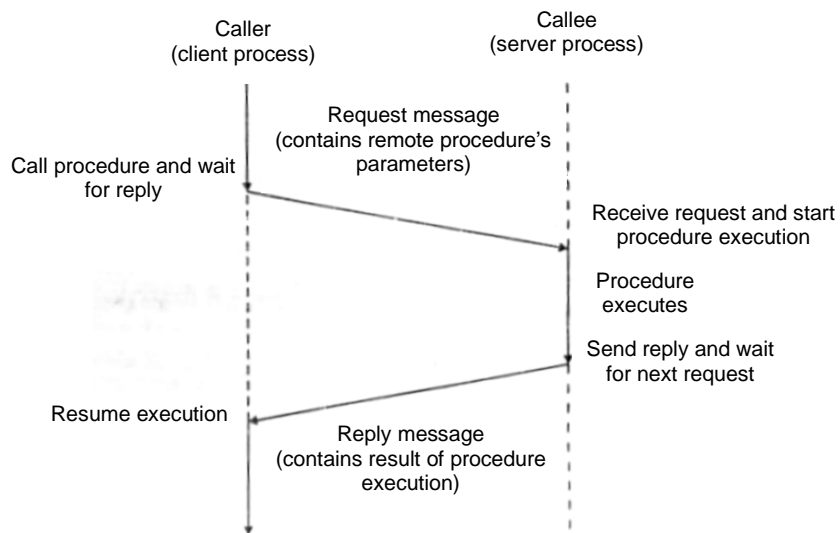 Caller
(client process)
Callee
(server process)
Request message
(contains remote procedure's
parameters)
Call procedure and wait
for reply
Receive request and start
procedure execution
Procedure
executes
Send reply and wait
for next request
Resume execution
Reply message
(contains result of procedure
execution)